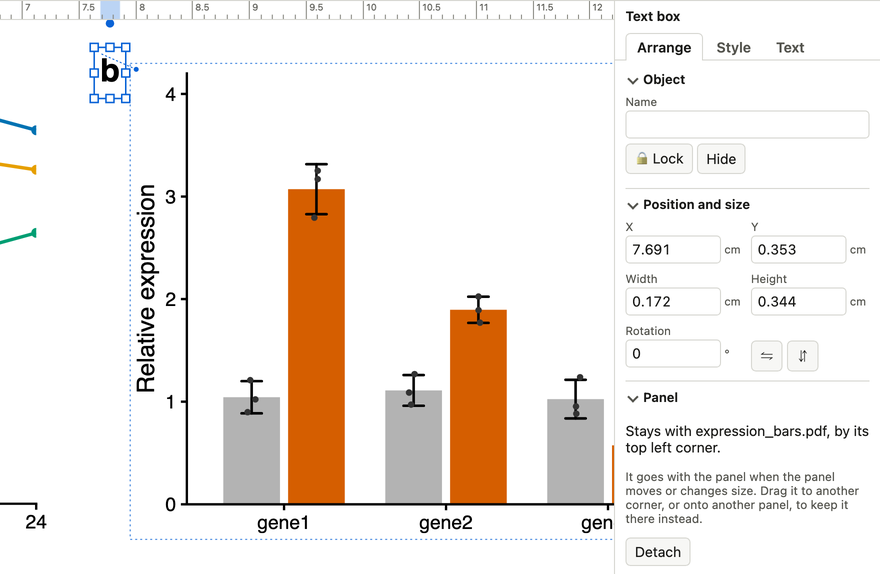 7 7.5 8 8.5 9 9.5 10 10.5 11 11.5 12
b
Relative expression
4
3
2
1
0
gene1 gene2 gen
24
Text box
Arrange Style Text
Object
Name
🔒 Lock Hide
Position and size
X Y
7.691 cm 0.353 cm
Width Height
0.172 cm 0.344 cm
Rotation
0 ° ⇋ ⇵
Panel
Stays with expression_bars.pdf, by its
top left corner.
It goes with the panel when the panel
moves or changes size. Drag it to another
corner, or onto another panel, to keep it
there instead.
Detach